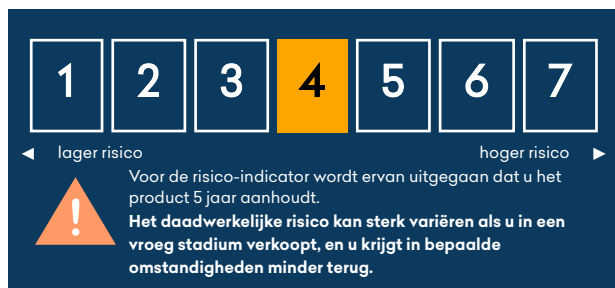 1 2 3 4 5 6 7
◄ lager risico hoger risico ►
Voor de risico-indicator wordt ervan uitgegaan dat u het
product 5 jaar aanhoudt.
Het daadwerkelijke risico kan sterk variëren als u in een
vroeg stadium verkoopt, en u krijgt in bepaalde
omstandigheden minder terug.
!